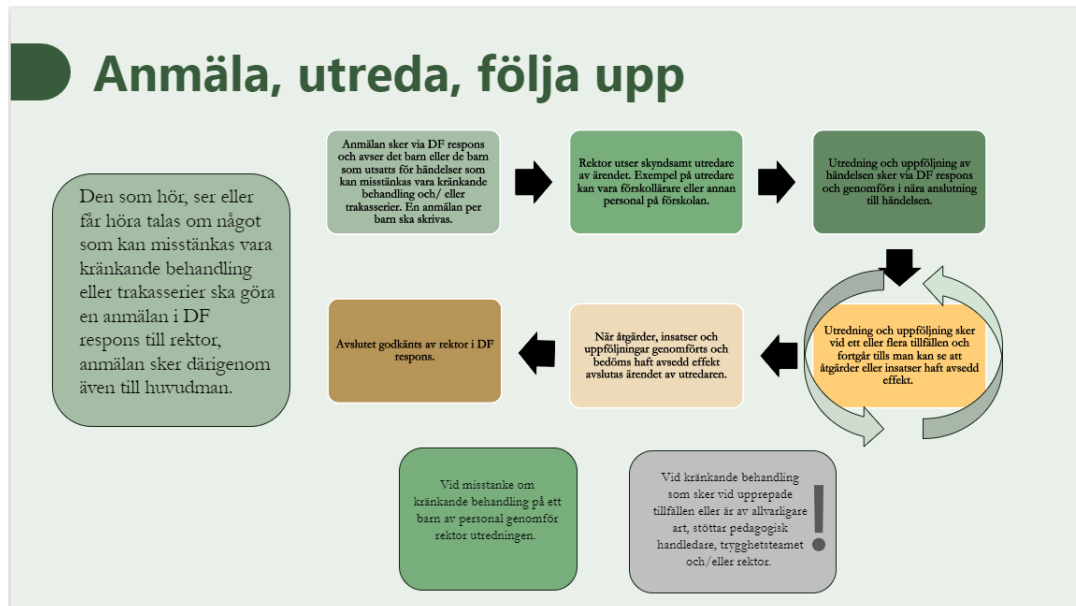 Anmäla, utreda, följa upp
Den som hör, ser eller
får höra talas om något
som kan misstänkas vara
kränkande behandling
eller trakasserier ska göra
en anmälan i DF
respons till rektor,
anmälan sker därigenom
även till huvudman.
Anmälan sker via DF respons
och avser det barn eller de barn
som utsatts för händelser som
kan misstänkas vara kränkande
behandling och/ eller
trakasserier. En anmälan per
barn ska skrivas.
Rektor utser skyndsamt utredare
av ärendet. Exempel på utredare
kan vara förskollärare eller annan
personal på förskolan.
Utredning och uppföljning av
händelsen sker via DF respons
och genomförs i nära anslutning
till händelsen.
Utredning och uppföljning sker
vid ett eller flera tillfällen och
fortgår tills man kan se att
åtgärder eller insatser haft avsedd
effekt.
När åtgärder, insatser och
uppföljningar genomförts och
bedöms haft avsedd effekt
avslutas ärendet av utredaren.
Avslutet godkänts av rektor i DF
respons.
Vid misstanke om
kränkande behandling på ett
barn av personal genomför
rektor utredningen.
Vid kränkande behandling
som sker vid upprepade
tillfällen eller är av allvarligare
art, stöttar pedagogisk
handledare, trygghetsteamet
och/eller rektor.
!